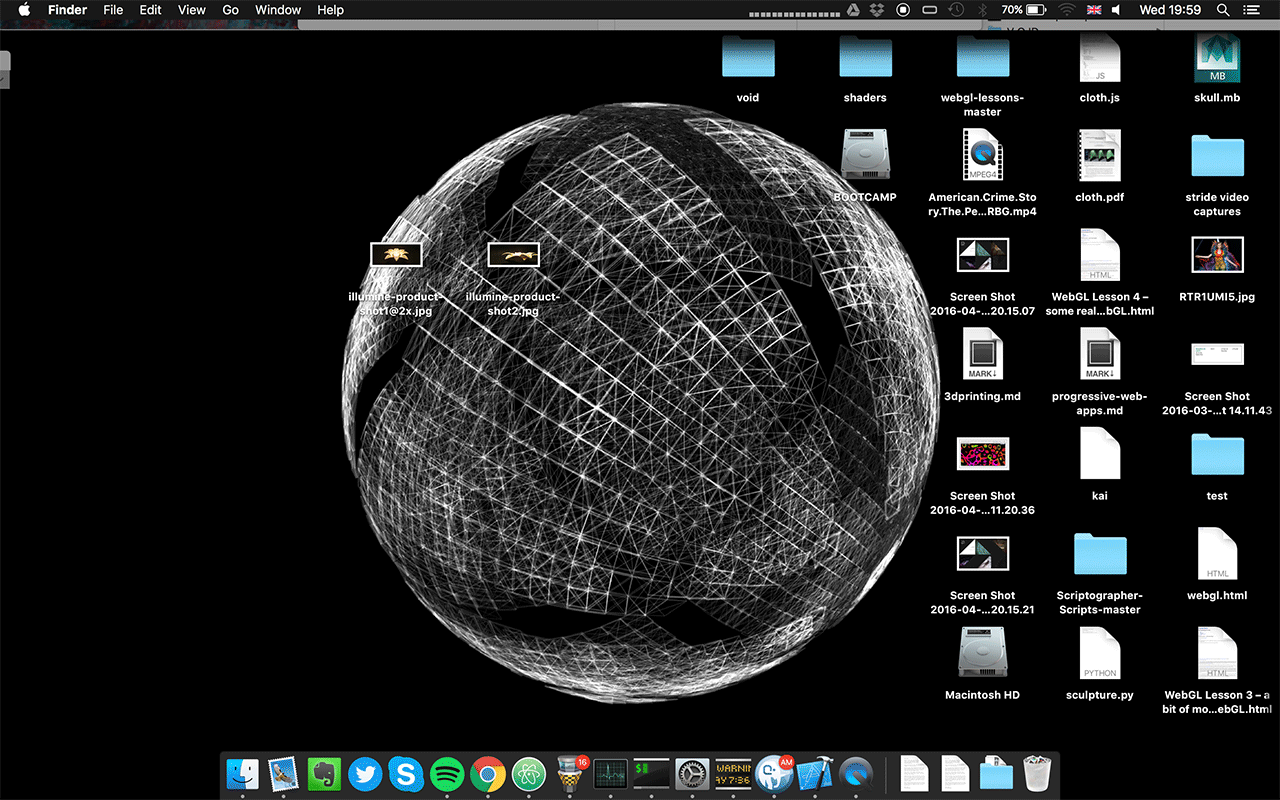 Finder File Edit View Go Window Help 70% Wed 19:59
void
shaders
webgl-lessons-
master
JS
cloth.js
MB
skull.mb
BOOTCAMP
MPEG4
American.Crime.Sto
ry.The.Pe...RBG.mp4
cloth.pdf
stride video
captures
illumine-product-
shot1@2x.jpg
illumine-product-
shot2.jpg
Screen Shot
2016-04-...20.15.07
HTML
WebGL Lesson 4 –
some real...bGL.html
RTR1UMI5.jpg
MARK↓
3dprinting.md
MARK↓
progressive-web-
apps.md
Screen Shot
2016-03-...t 14.11.43
Screen Shot
2016-04-...11.20.36
kai
test
Screen Shot
2016-04-...20.15.21
Scriptographer-
Scripts-master
HTML
webgl.html
Macintosh HD
PYTHON
sculpture.py
HTML
WebGL Lesson 3 – a
bit of mo...ebGL.html
16
$
WARNIN
AY 7:36
AM